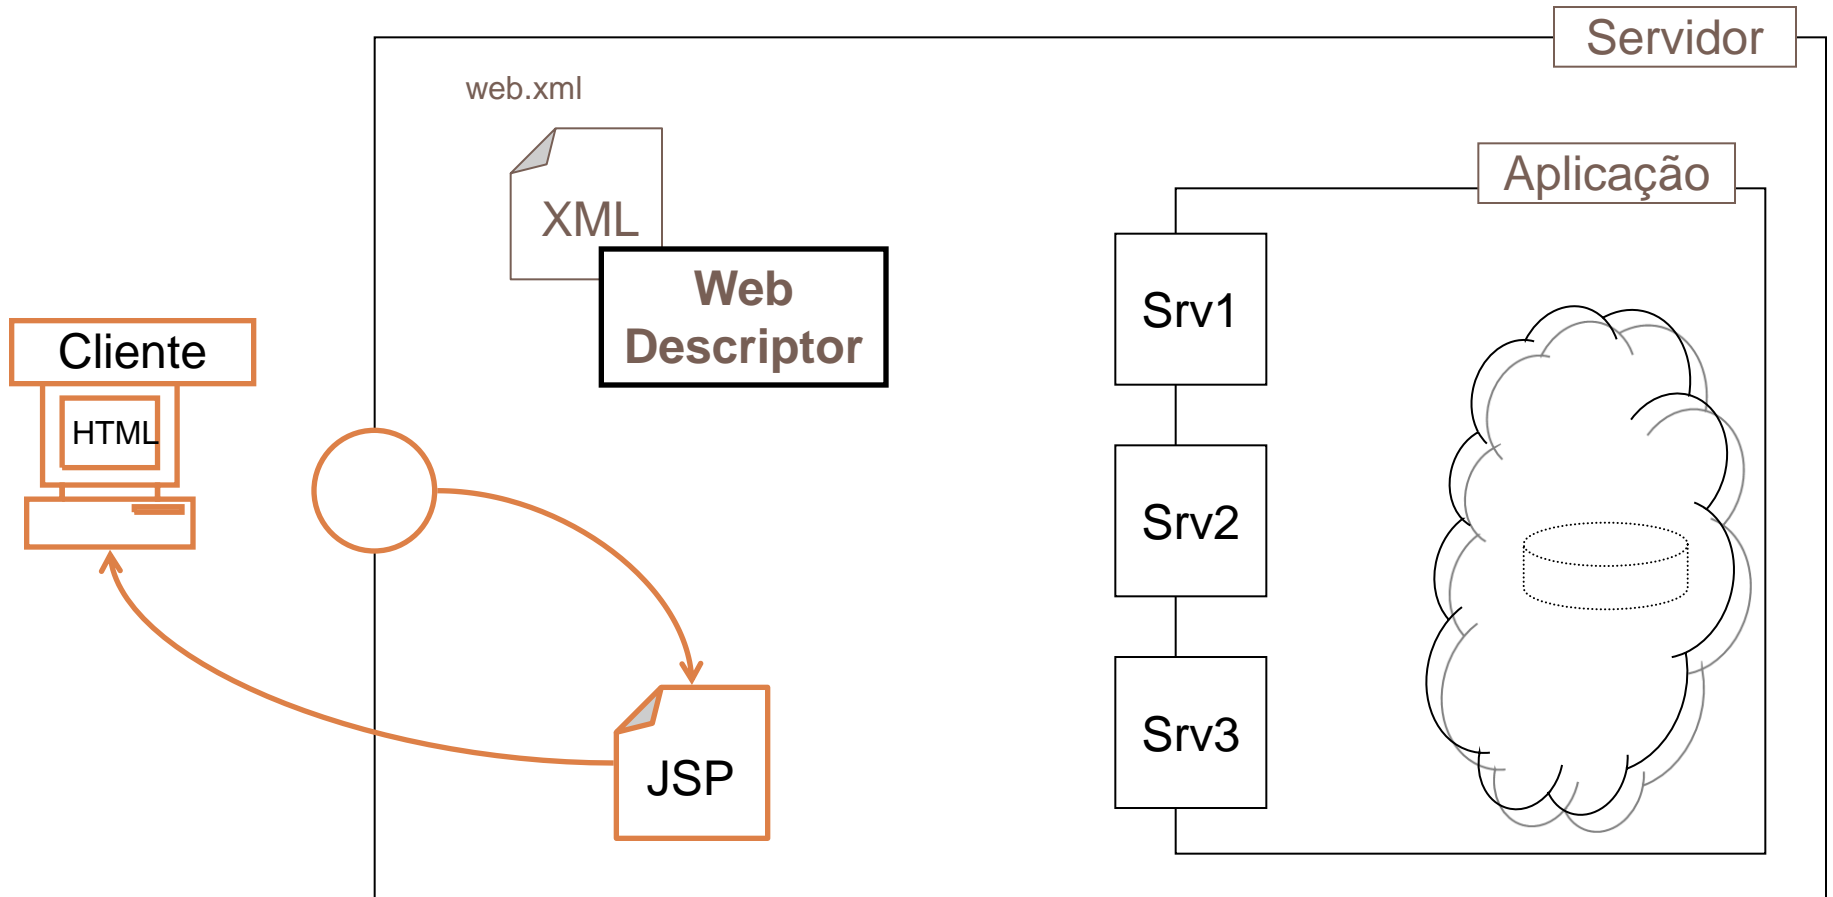 Servidor
web.xml
Aplicação
XML
Web
Descriptor
Srv1
Cliente
HTML
Srv2
Srv3
JSP